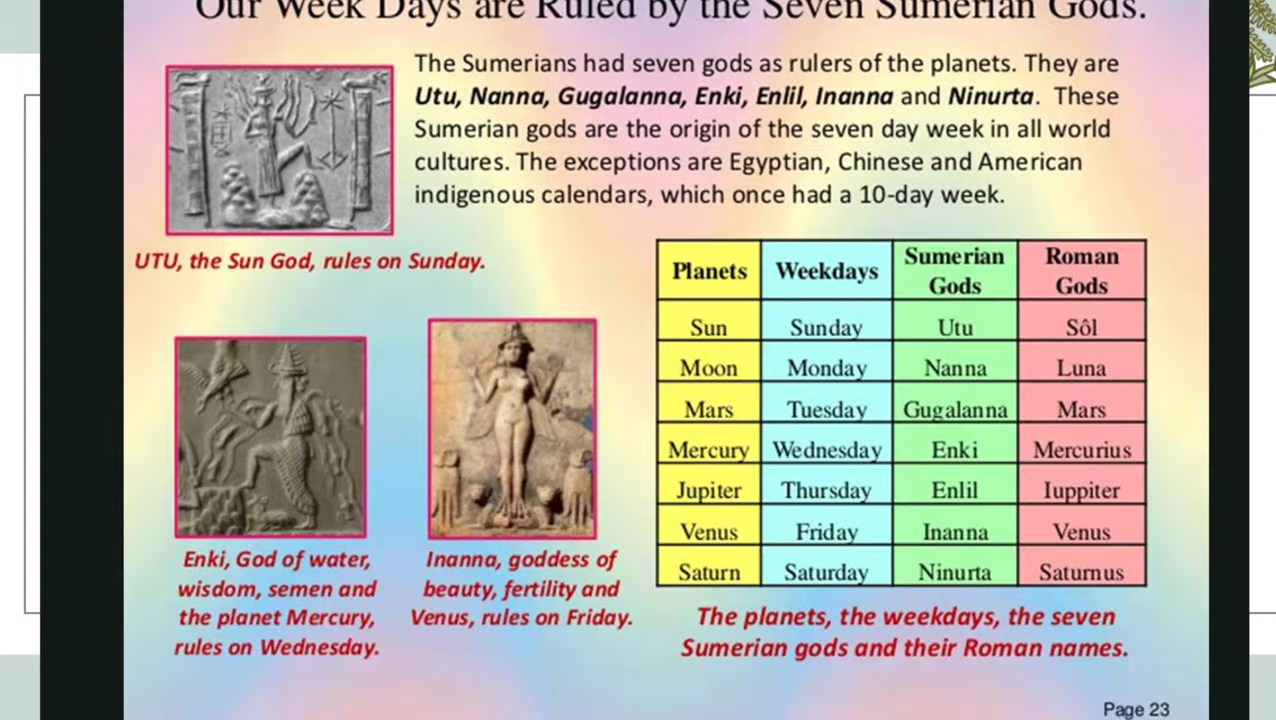 Our Week Days are Ruled by the Seven Sumerian Gods.
The Sumerians had seven gods as rulers of the planets. They are
Utu, Nanna, Gugalanna, Enki, Enlil, Inanna and Ninurta. These
Sumerian gods are the origin of the seven day week in all world
cultures. The exceptions are Egyptian, Chinese and American
indigenous calendars, which once had a 10-day week.
UTU, the Sun God, rules on Sunday.
Planets Weekdays Sumerian Gods Roman Gods
Sun Sunday Utu Sôl
Moon Monday Nanna Luna
Mars Tuesday Gugalanna Mars
Mercury Wednesday Enki Mercurius
Jupiter Thursday Enlil Iuppiter
Venus Friday Inanna Venus
Saturn Saturday Ninurta Saturnus
Enki, God of water,
wisdom, semen and
the planet Mercury,
rules on Wednesday.
Inanna, goddess of
beauty, fertility and
Venus, rules on Friday.
The planets, the weekdays, the seven
Sumerian gods and their Roman names.
Page 23